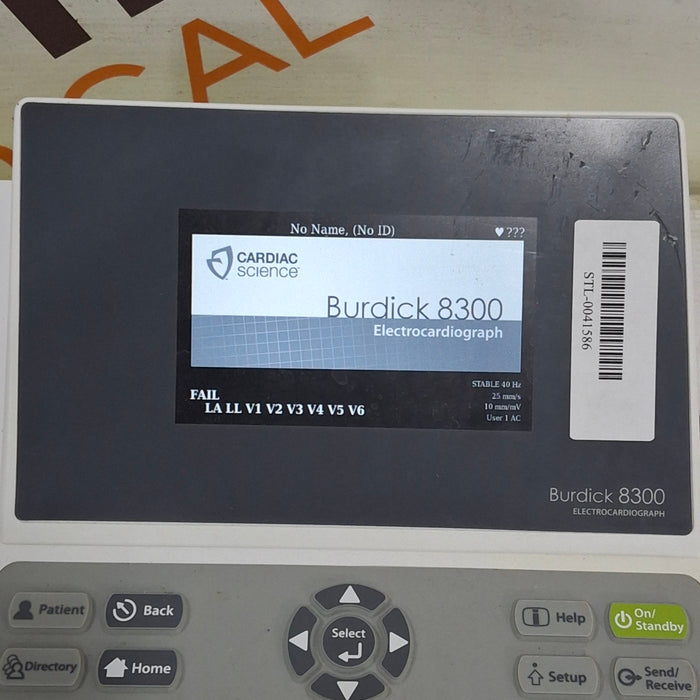 CAL
No Name, (No ID)
♥???
CARDIAC
science
Burdick 8300
Electrocardiograph
FAIL
LA LL V1 V2 V3 V4 V5 V6
STABLE 40 Hz
25 mm/s
10 mm/mV
User 1 AC
STL-0041586
Burdick 8300
ELECTROCARDIOGRAPH
Patient
Back
Select
Help
On/
Standby
Directory
Home
Setup
Send/
Receive